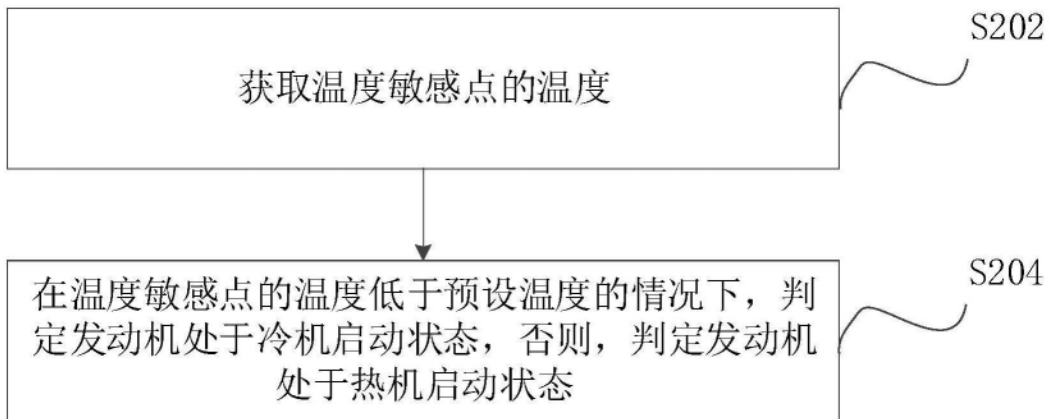 S202
获取温度敏感点的温度
S204
在温度敏感点的温度低于预设温度的情况下，判
定发动机处于冷机启动状态，否则，判定发动机
处于热机启动状态